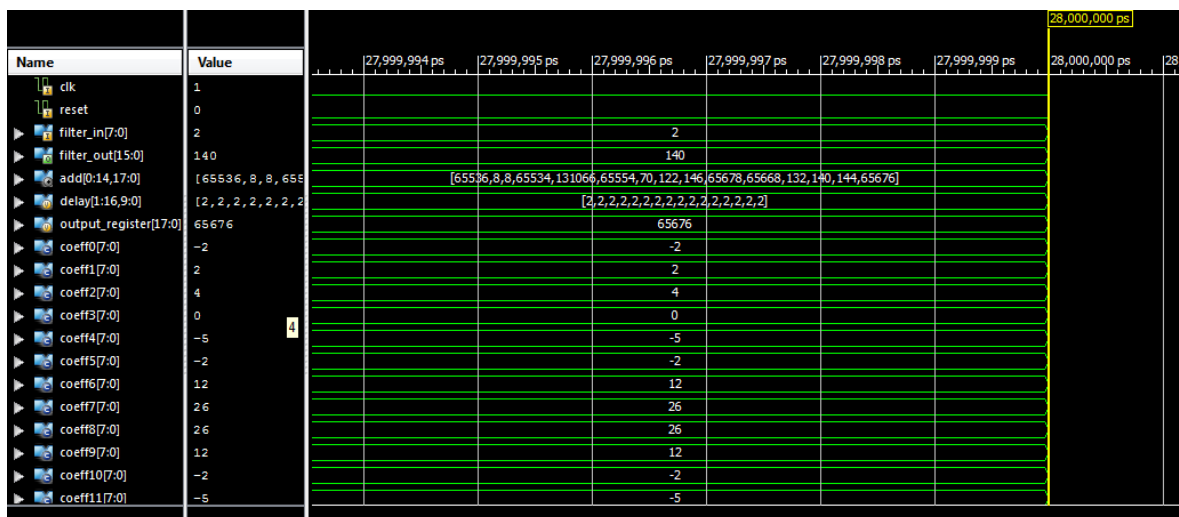 28,000,000 ps
Name Value 27,999,994 ps 27,999,995 ps 27,999,996 ps 27,999,997 ps 27,999,998 ps 27,999,999 ps 28,000,000 ps 28
clk 1
reset 0
filter_in[7:0] 2 2
filter_out[15:0] 140 140
add[0:14,17:0] [65536,8,8,655 [65536,8,8,65534,131066,65554,70,122,146,65678,65668,132,140,144,65676]
delay[1:16,9:0] [2,2,2,2,2,2,2 [2,2,2,2,2,2,2,2,2,2,2,2,2,2,2,2]
output_register[17:0] 65676 65676
coeff0[7:0] -2 -2
coeff1[7:0] 2 2
coeff2[7:0] 4 4
coeff3[7:0] 0 0
4
coeff4[7:0] -5 -5
coeff5[7:0] -2 -2
coeff6[7:0] 12 12
coeff7[7:0] 26 26
coeff8[7:0] 26 26
coeff9[7:0] 12 12
coeff10[7:0] -2 -2
coeff11[7:0] -5 -5